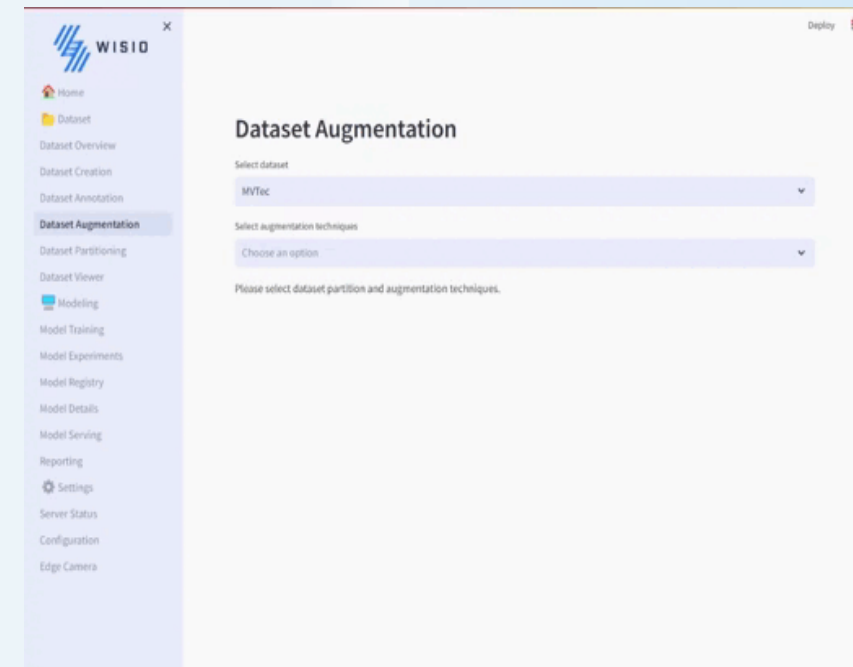 WISIO
×
Deploy
Home
Dataset
Dataset Overview
Dataset Creation
Dataset Annotation
Dataset Augmentation
Dataset Partitioning
Dataset Viewer
Modeling
Model Training
Model Experiments
Model Registry
Model Details
Model Serving
Reporting
Settings
Server Status
Configuration
Edge Camera
Dataset Augmentation
Select dataset
MVTec
Select augmentation techniques
Choose an option
Please select dataset partition and augmentation techniques.